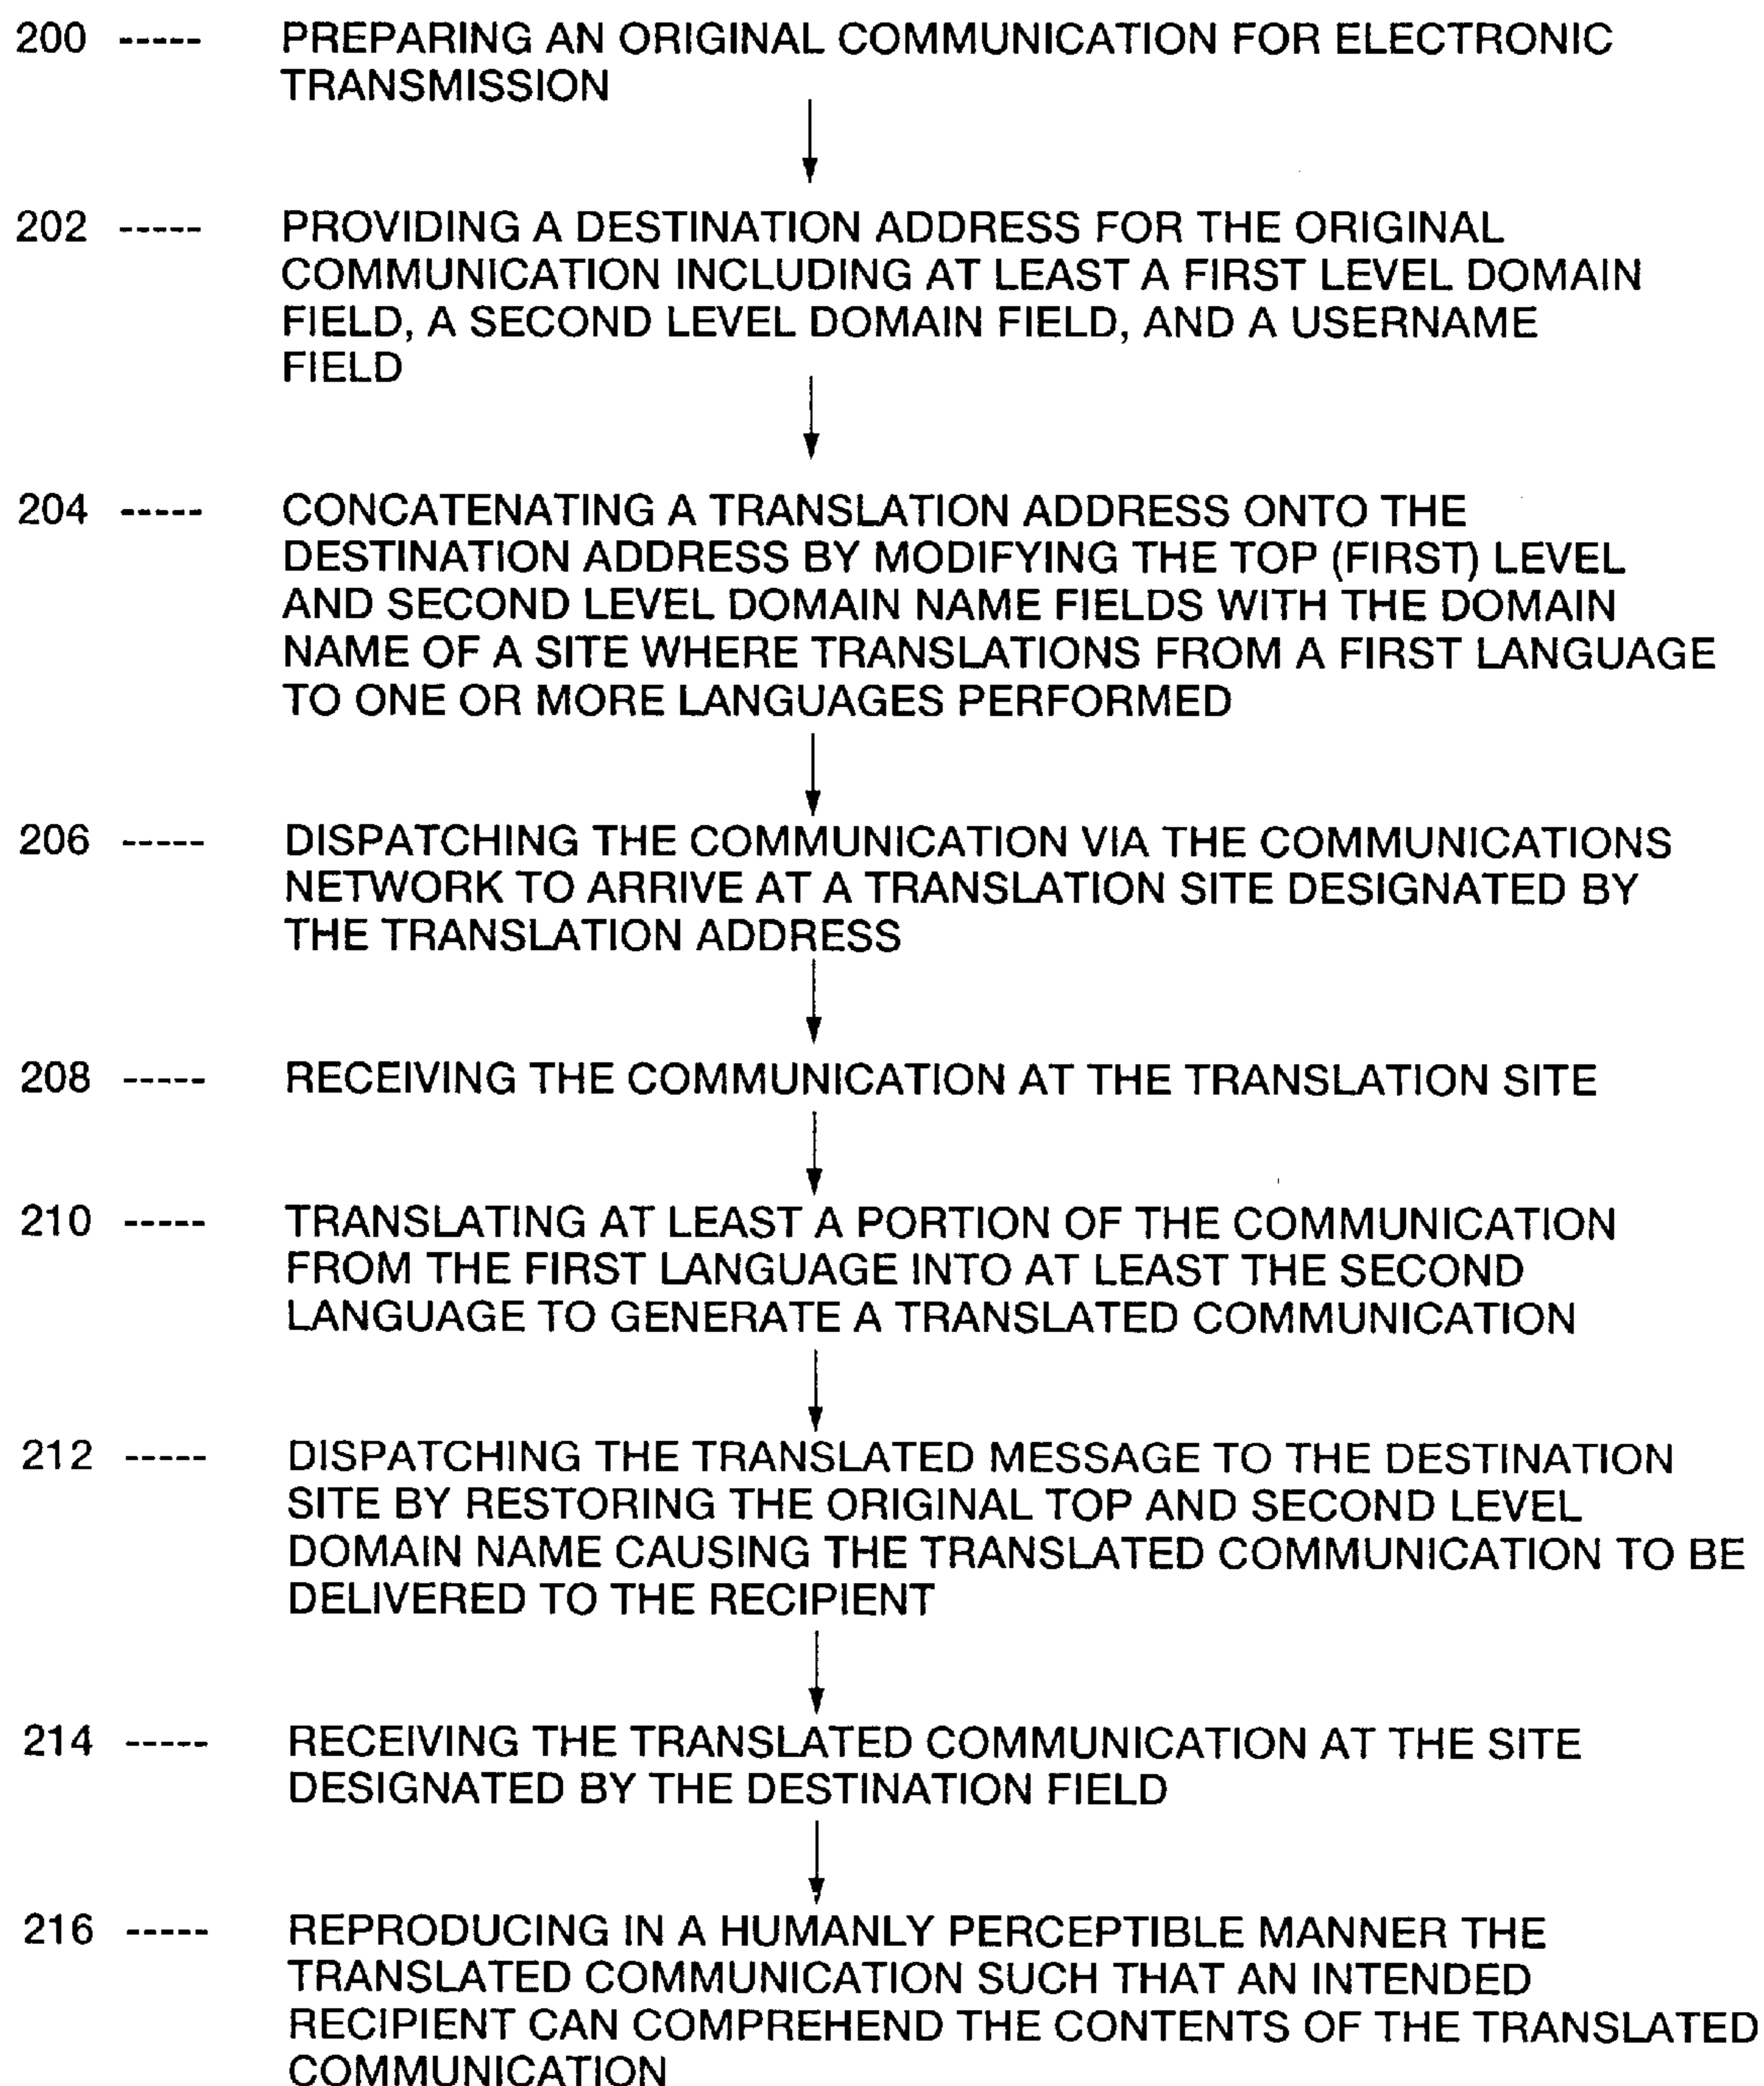 200 ----- PREPARING AN ORIGINAL COMMUNICATION FOR ELECTRONIC
TRANSMISSION
202 ----- PROVIDING A DESTINATION ADDRESS FOR THE ORIGINAL
COMMUNICATION INCLUDING AT LEAST A FIRST LEVEL DOMAIN
FIELD, A SECOND LEVEL DOMAIN FIELD, AND A USERNAME
FIELD
204 ----- CONCATENATING A TRANSLATION ADDRESS ONTO THE
DESTINATION ADDRESS BY MODIFYING THE TOP (FIRST) LEVEL
AND SECOND LEVEL DOMAIN NAME FIELDS WITH THE DOMAIN
NAME OF A SITE WHERE TRANSLATIONS FROM A FIRST LANGUAGE
TO ONE OR MORE LANGUAGES PERFORMED
206 ----- DISPATCHING THE COMMUNICATION VIA THE COMMUNICATIONS
NETWORK TO ARRIVE AT A TRANSLATION SITE DESIGNATED BY
THE TRANSLATION ADDRESS
208 ----- RECEIVING THE COMMUNICATION AT THE TRANSLATION SITE
210 ----- TRANSLATING AT LEAST A PORTION OF THE COMMUNICATION
FROM THE FIRST LANGUAGE INTO AT LEAST THE SECOND
LANGUAGE TO GENERATE A TRANSLATED COMMUNICATION
212 ----- DISPATCHING THE TRANSLATED MESSAGE TO THE DESTINATION
SITE BY RESTORING THE ORIGINAL TOP AND SECOND LEVEL
DOMAIN NAME CAUSING THE TRANSLATED COMMUNICATION TO BE
DELIVERED TO THE RECIPIENT
214 ----- RECEIVING THE TRANSLATED COMMUNICATION AT THE SITE
DESIGNATED BY THE DESTINATION FIELD
216 ----- REPRODUCING IN A HUMANLY PERCEPTIBLE MANNER THE
TRANSLATED COMMUNICATION SUCH THAT AN INTENDED
RECIPIENT CAN COMPREHEND THE CONTENTS OF THE TRANSLATED
COMMUNICATION